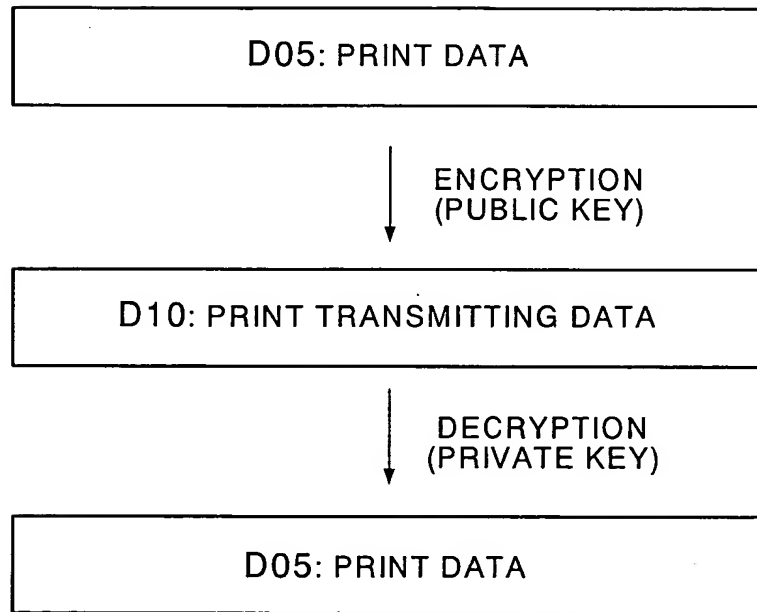 D05: PRINT DATA
ENCRYPTION
(PUBLIC KEY)
D10: PRINT TRANSMITTING DATA
DECRYPTION
(PRIVATE KEY)
D05: PRINT DATA